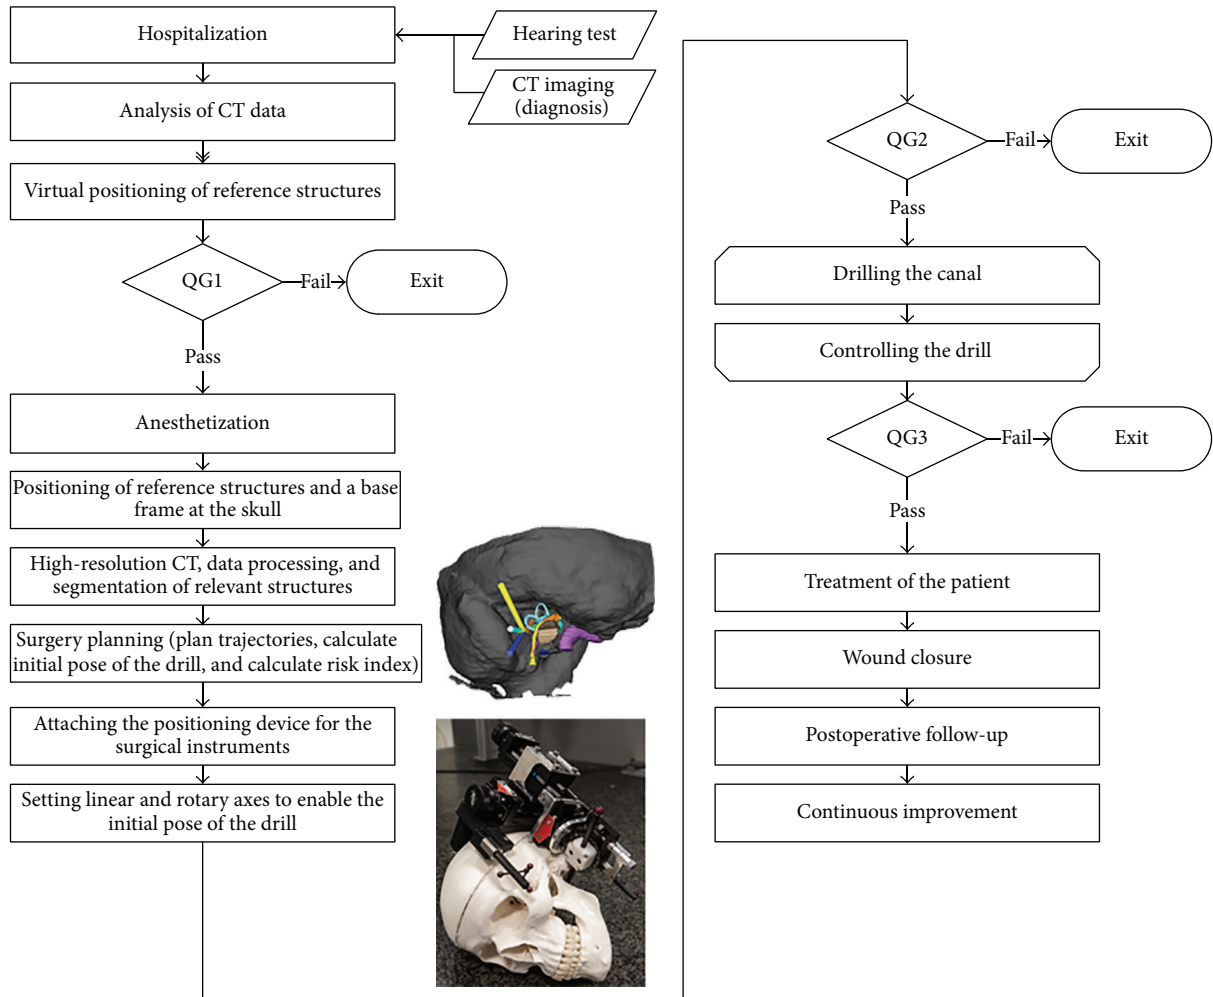 Hospitalization
Hearing test
CT imaging
(diagnosis)
Analysis of CT data
Virtual positioning of reference structures
QG1
Fail
Exit
Pass
Anesthetization
Positioning of reference structures and a base
frame at the skull
High-resolution CT, data processing, and
segmentation of relevant structures
Surgery planning (plan trajectories, calculate
initial pose of the drill, and calculate risk index)
Attaching the positioning device for the
surgical instruments
Setting linear and rotary axes to enable the
initial pose of the drill
QG2
Fail
Exit
Pass
Drilling the canal
Controlling the drill
QG3
Fail
Exit
Pass
Treatment of the patient
Wound closure
Postoperative follow-up
Continuous improvement